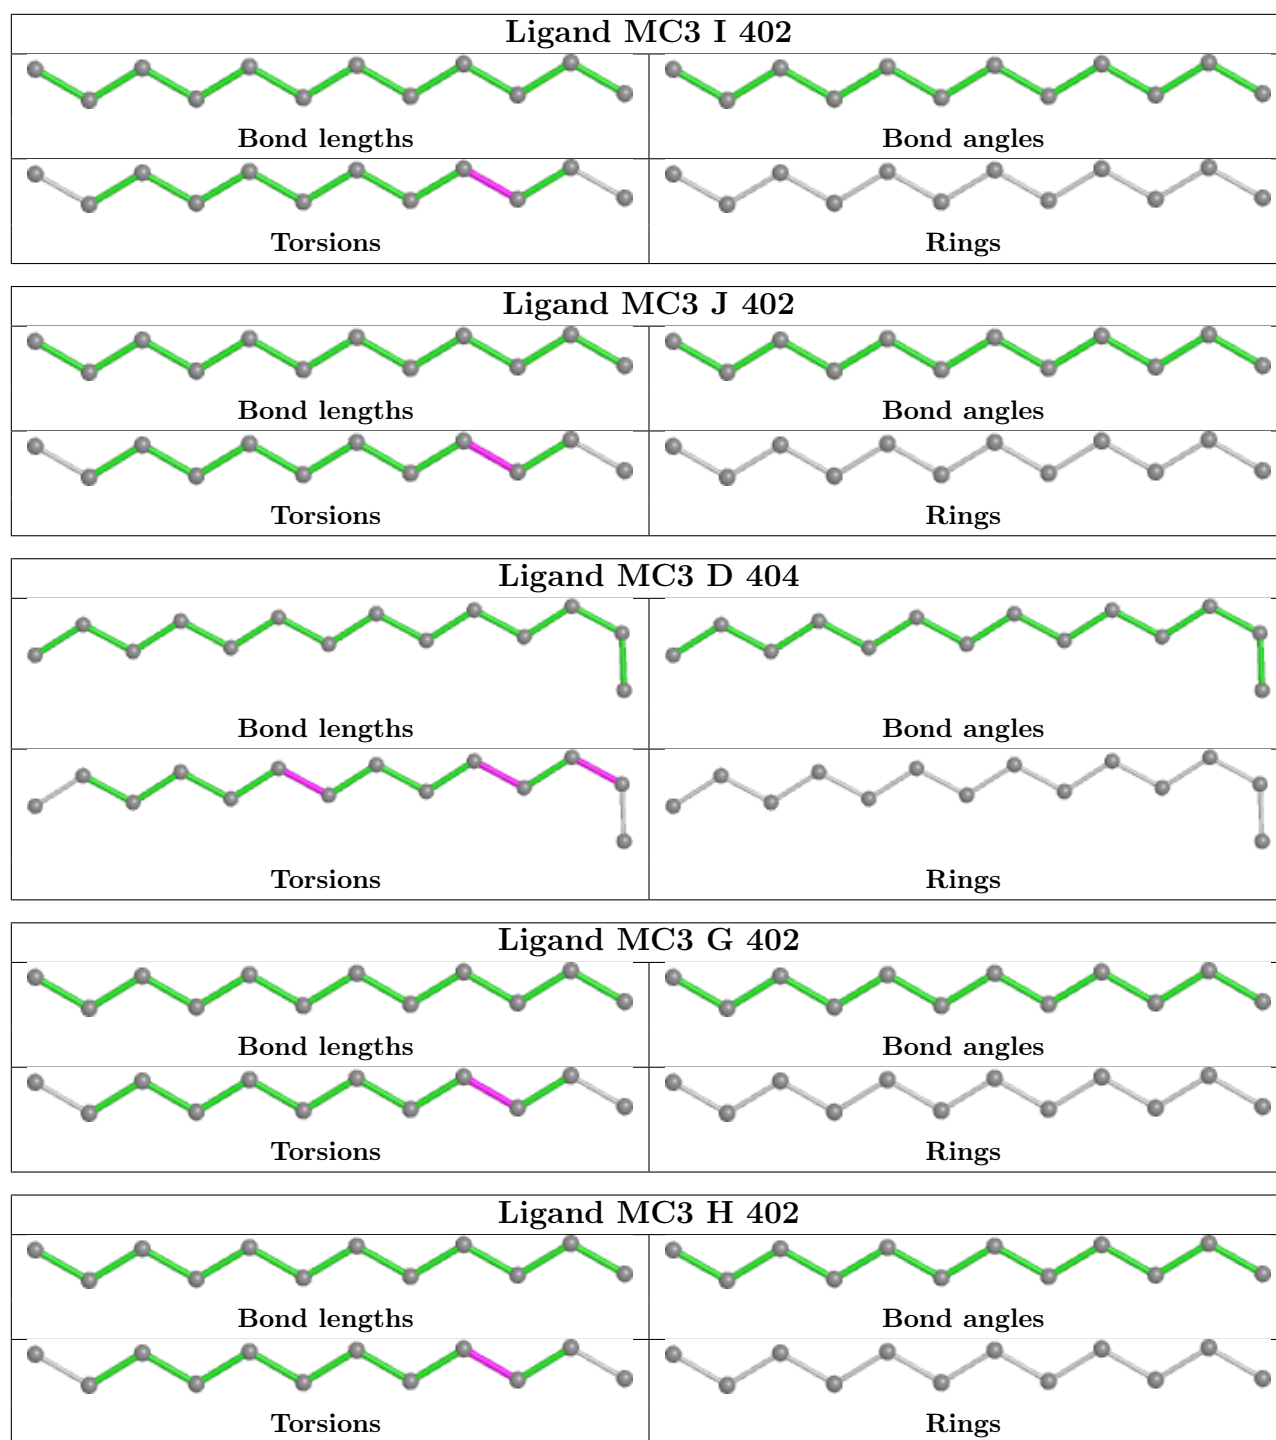 Ligand MC3 I 402
Bond lengths Bond angles
Torsions Rings
Ligand MC3 J 402
Bond lengths Bond angles
Torsions Rings
Ligand MC3 D 404
Bond lengths Bond angles
Torsions Rings
Ligand MC3 G 402
Bond lengths Bond angles
Torsions Rings
Ligand MC3 H 402
Bond lengths Bond angles
Torsions Rings